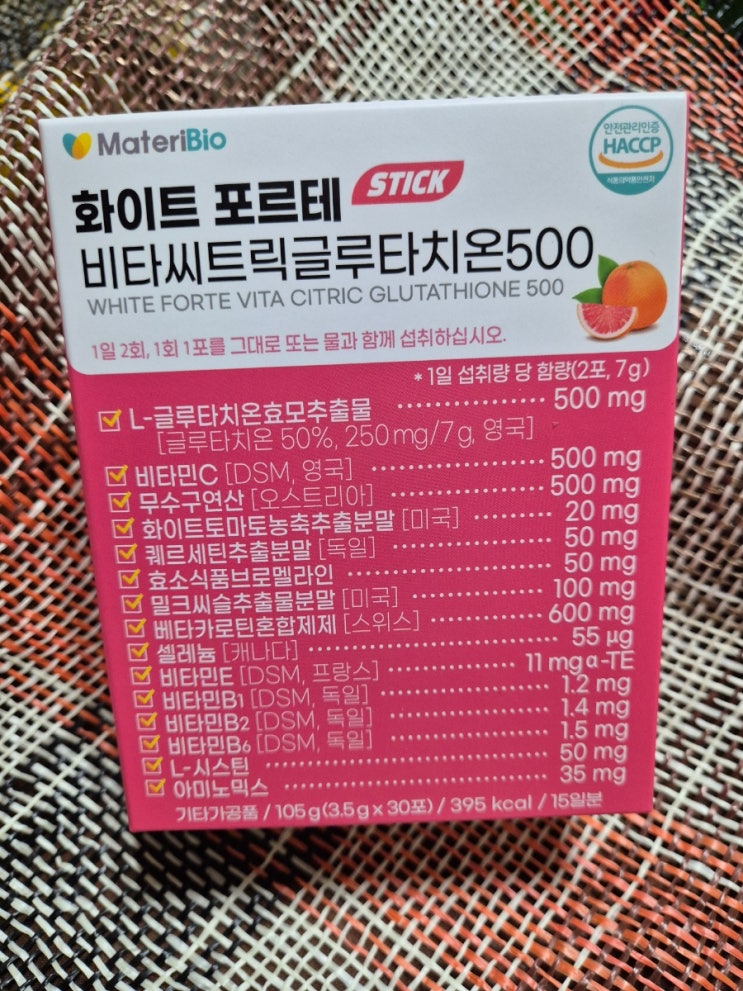 MateriBio
안전관리인증
HACCP
식품의약품안전처
화이트 포르테 STICK
비타씨트릭글루타치온500
WHITE FORTE VITA CITRIC GLUTATHIONE 500
1일 2회, 1회 1포를 그대로 또는 물과 함께 섭취하십시오.
* 1일 섭취량 당 함량(2포, 7g)
L-글루타치온효모추출물 ················ 500 mg
[글루타치온 50%, 250mg/7g, 영국]
비타민C [DSM, 영국] ················ 500 mg
무수구연산 [오스트리아] ················ 500 mg
화이트토마토농축추출분말 [미국] ········· 20 mg
퀘르세틴추출분말 [독일] ················ 50 mg
효소식품브로멜라인 ················ 50 mg
밀크씨슬추출물분말 [미국] ················ 100 mg
베타카로틴혼합제제 [스위스] ············ 600 mg
셀레늄 [캐나다] ················ 55 μg
비타민E [DSM, 프랑스] ················ 11 mg α-TE
비타민B1 [DSM, 독일] ················ 1.2 mg
비타민B2 [DSM, 독일] ················ 1.4 mg
비타민B6 [DSM, 독일] ················ 1.5 mg
L-시스틴 ················ 50 mg
아미노믹스 ················ 35 mg
기타가공품 / 105g(3.5g x 30포) / 395 kcal / 15일분